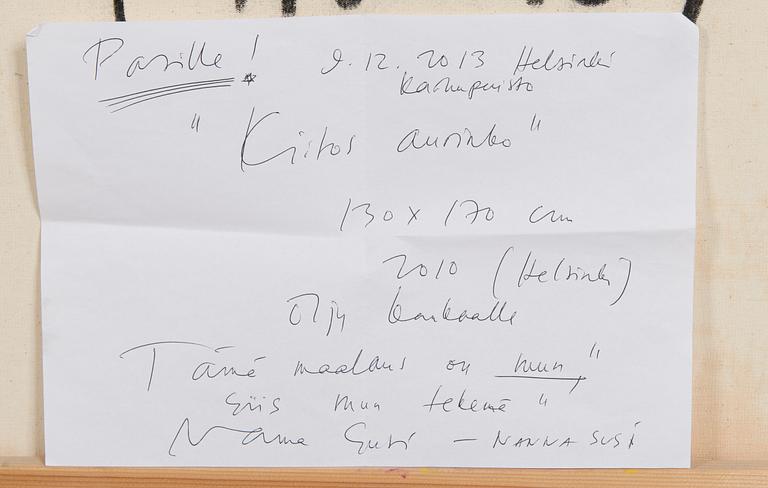 Pasille! 9.12.2013 Helsinki
Karhupuisto
"Kiitos aurinko"
130 x 170 cm
2010 (Helsinki)
Öljy kankaalle
Tämä maalaus on mun"
siis mun tekemä"
Nanna Susi – NANNA SUSI